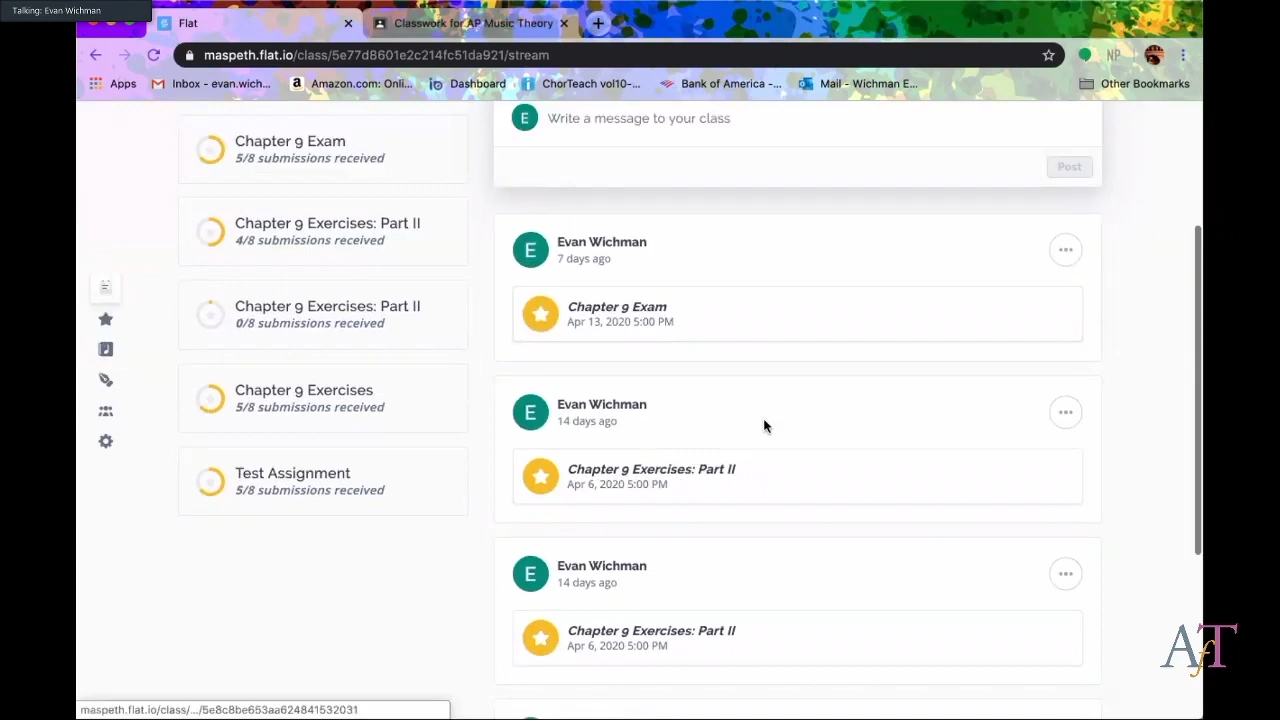 Talking: Evan Wichman
Flat
Classwork for AP Music Theory
maspeth.flat.io/class/5e77d8601e2c214fc51da921/stream
NP
Apps
Inbox - evan.wich...
Amazon.com: Onli...
Dashboard
ChorTeach vol10-...
Bank of America -...
Mail - Wichman E...
Other Bookmarks
E
Write a message to your class
Post
Chapter 9 Exam
5/8 submissions received
Chapter 9 Exercises: Part II
4/8 submissions received
Chapter 9 Exercises: Part II
0/8 submissions received
Chapter 9 Exercises
5/8 submissions received
Test Assignment
5/8 submissions received
E
Evan Wichman
7 days ago
Chapter 9 Exam
Apr 13, 2020 5:00 PM
E
Evan Wichman
14 days ago
Chapter 9 Exercises: Part II
Apr 6, 2020 5:00 PM
E
Evan Wichman
14 days ago
Chapter 9 Exercises: Part II
Apr 6, 2020 5:00 PM
AfT
maspeth.flat.io/class/.../5e8c8be653aa624841532031